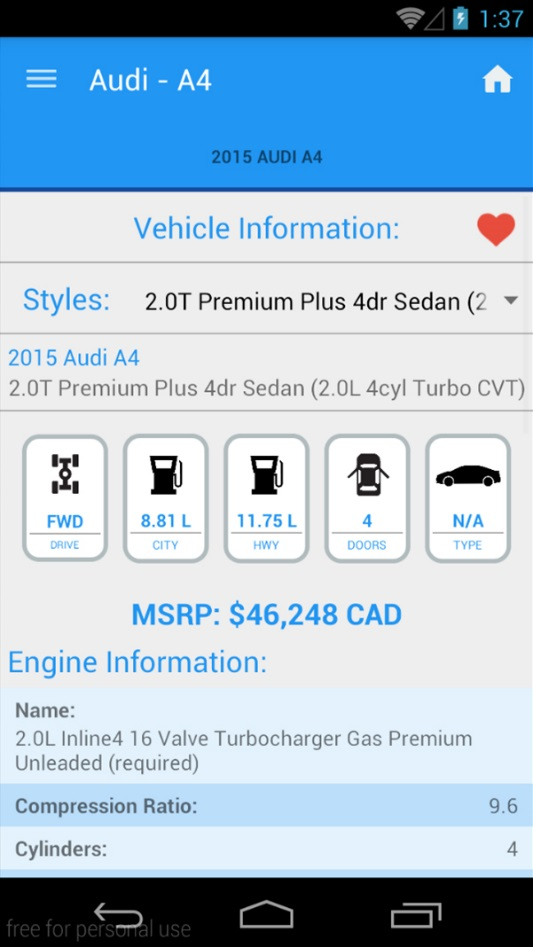 1:37
Audi - A4
2015 AUDI A4
Vehicle Information:
Styles: 2.0T Premium Plus 4dr Sedan (2
2015 Audi A4
2.0T Premium Plus 4dr Sedan (2.0L 4cyl Turbo CVT)
FWD 8.81 L 11.75 L 4 N/A
DRIVE CITY HWY DOORS TYPE
MSRP: $46,248 CAD
Engine Information:
Name:
2.0L Inline4 16 Valve Turbocharger Gas Premium
Unleaded (required)
Compression Ratio: 9.6
Cylinders: 4
free for personal use